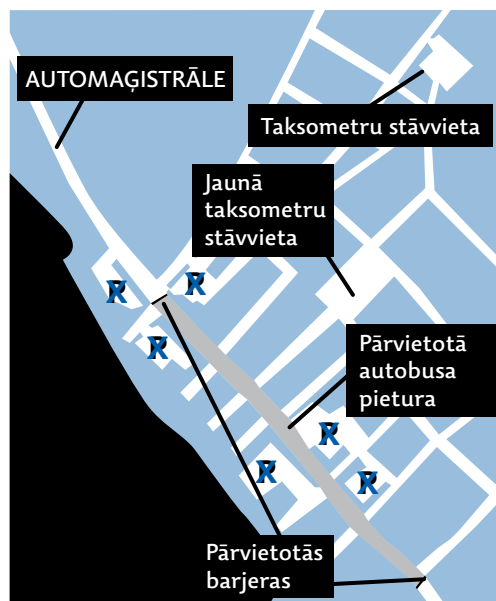 AUTOMAĢISTRĀLE
Taksometru stāvvieta
Jaunā
taksometru
stāvvieta
Pārvietotā
autobusa
pietura
Pārvietotās
barjeras